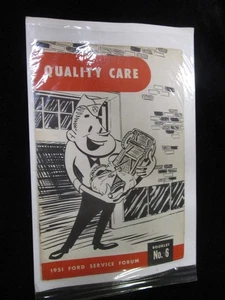 QUALITY CARE
1951 FORD SERVICE FORUM
BOOKLET
No. 6